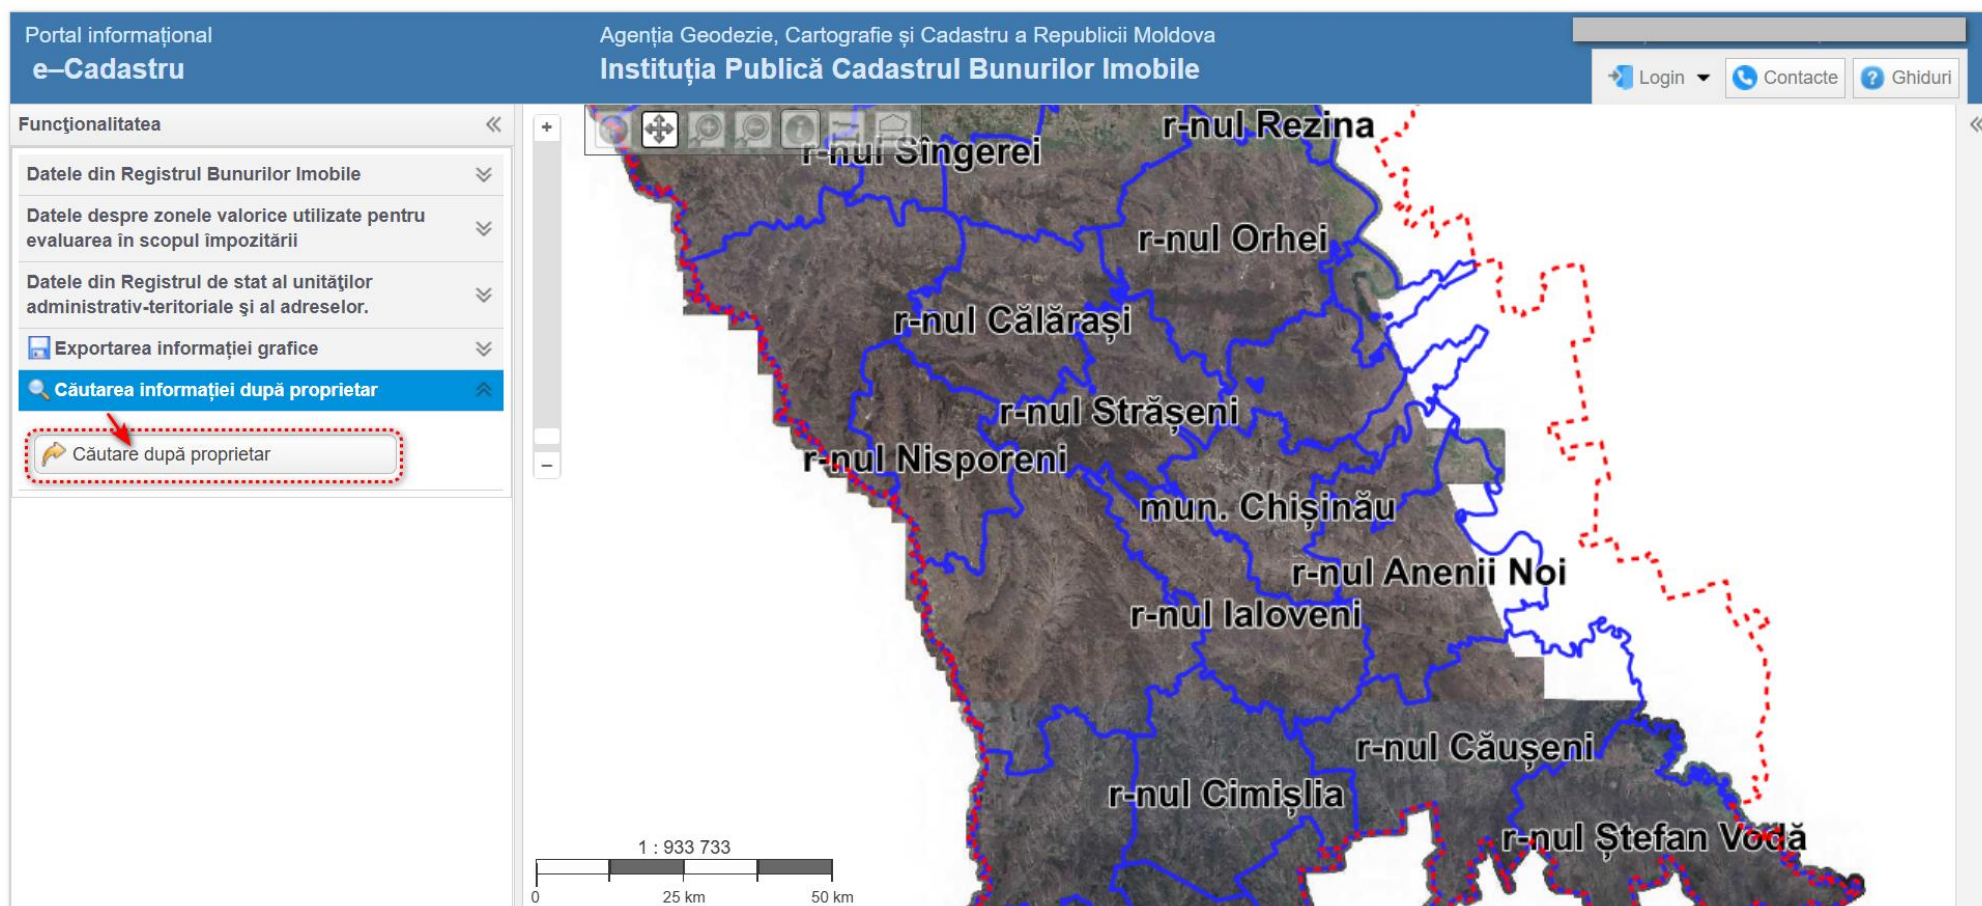 Portal informațional
e–Cadastru
Agenția Geodezie, Cartografie și Cadastru a Republicii Moldova
Instituția Publică Cadastrul Bunurilor Imobile
Login
Contacte
Ghiduri
Funcţionalitatea
Datele din Registrul Bunurilor Imobile
Datele despre zonele valorice utilizate pentru
evaluarea în scopul impozitării
Datele din Registrul de stat al unităţilor
administrativ-teritoriale şi al adreselor.
Exportarea informației grafice
Căutarea informației după proprietar
Căutare după proprietar
r-nul Rezina
r-nul Sîngerei
r-nul Orhei
r-nul Călărași
r-nul Strășeni
r-nul Nisporeni
mun. Chișinău
r-nul Anenii Noi
r-nul Ialoveni
r-nul Căușeni
r-nul Cimișlia
r-nul Ștefan Vodă
1 : 933 733
0 25 km 50 km